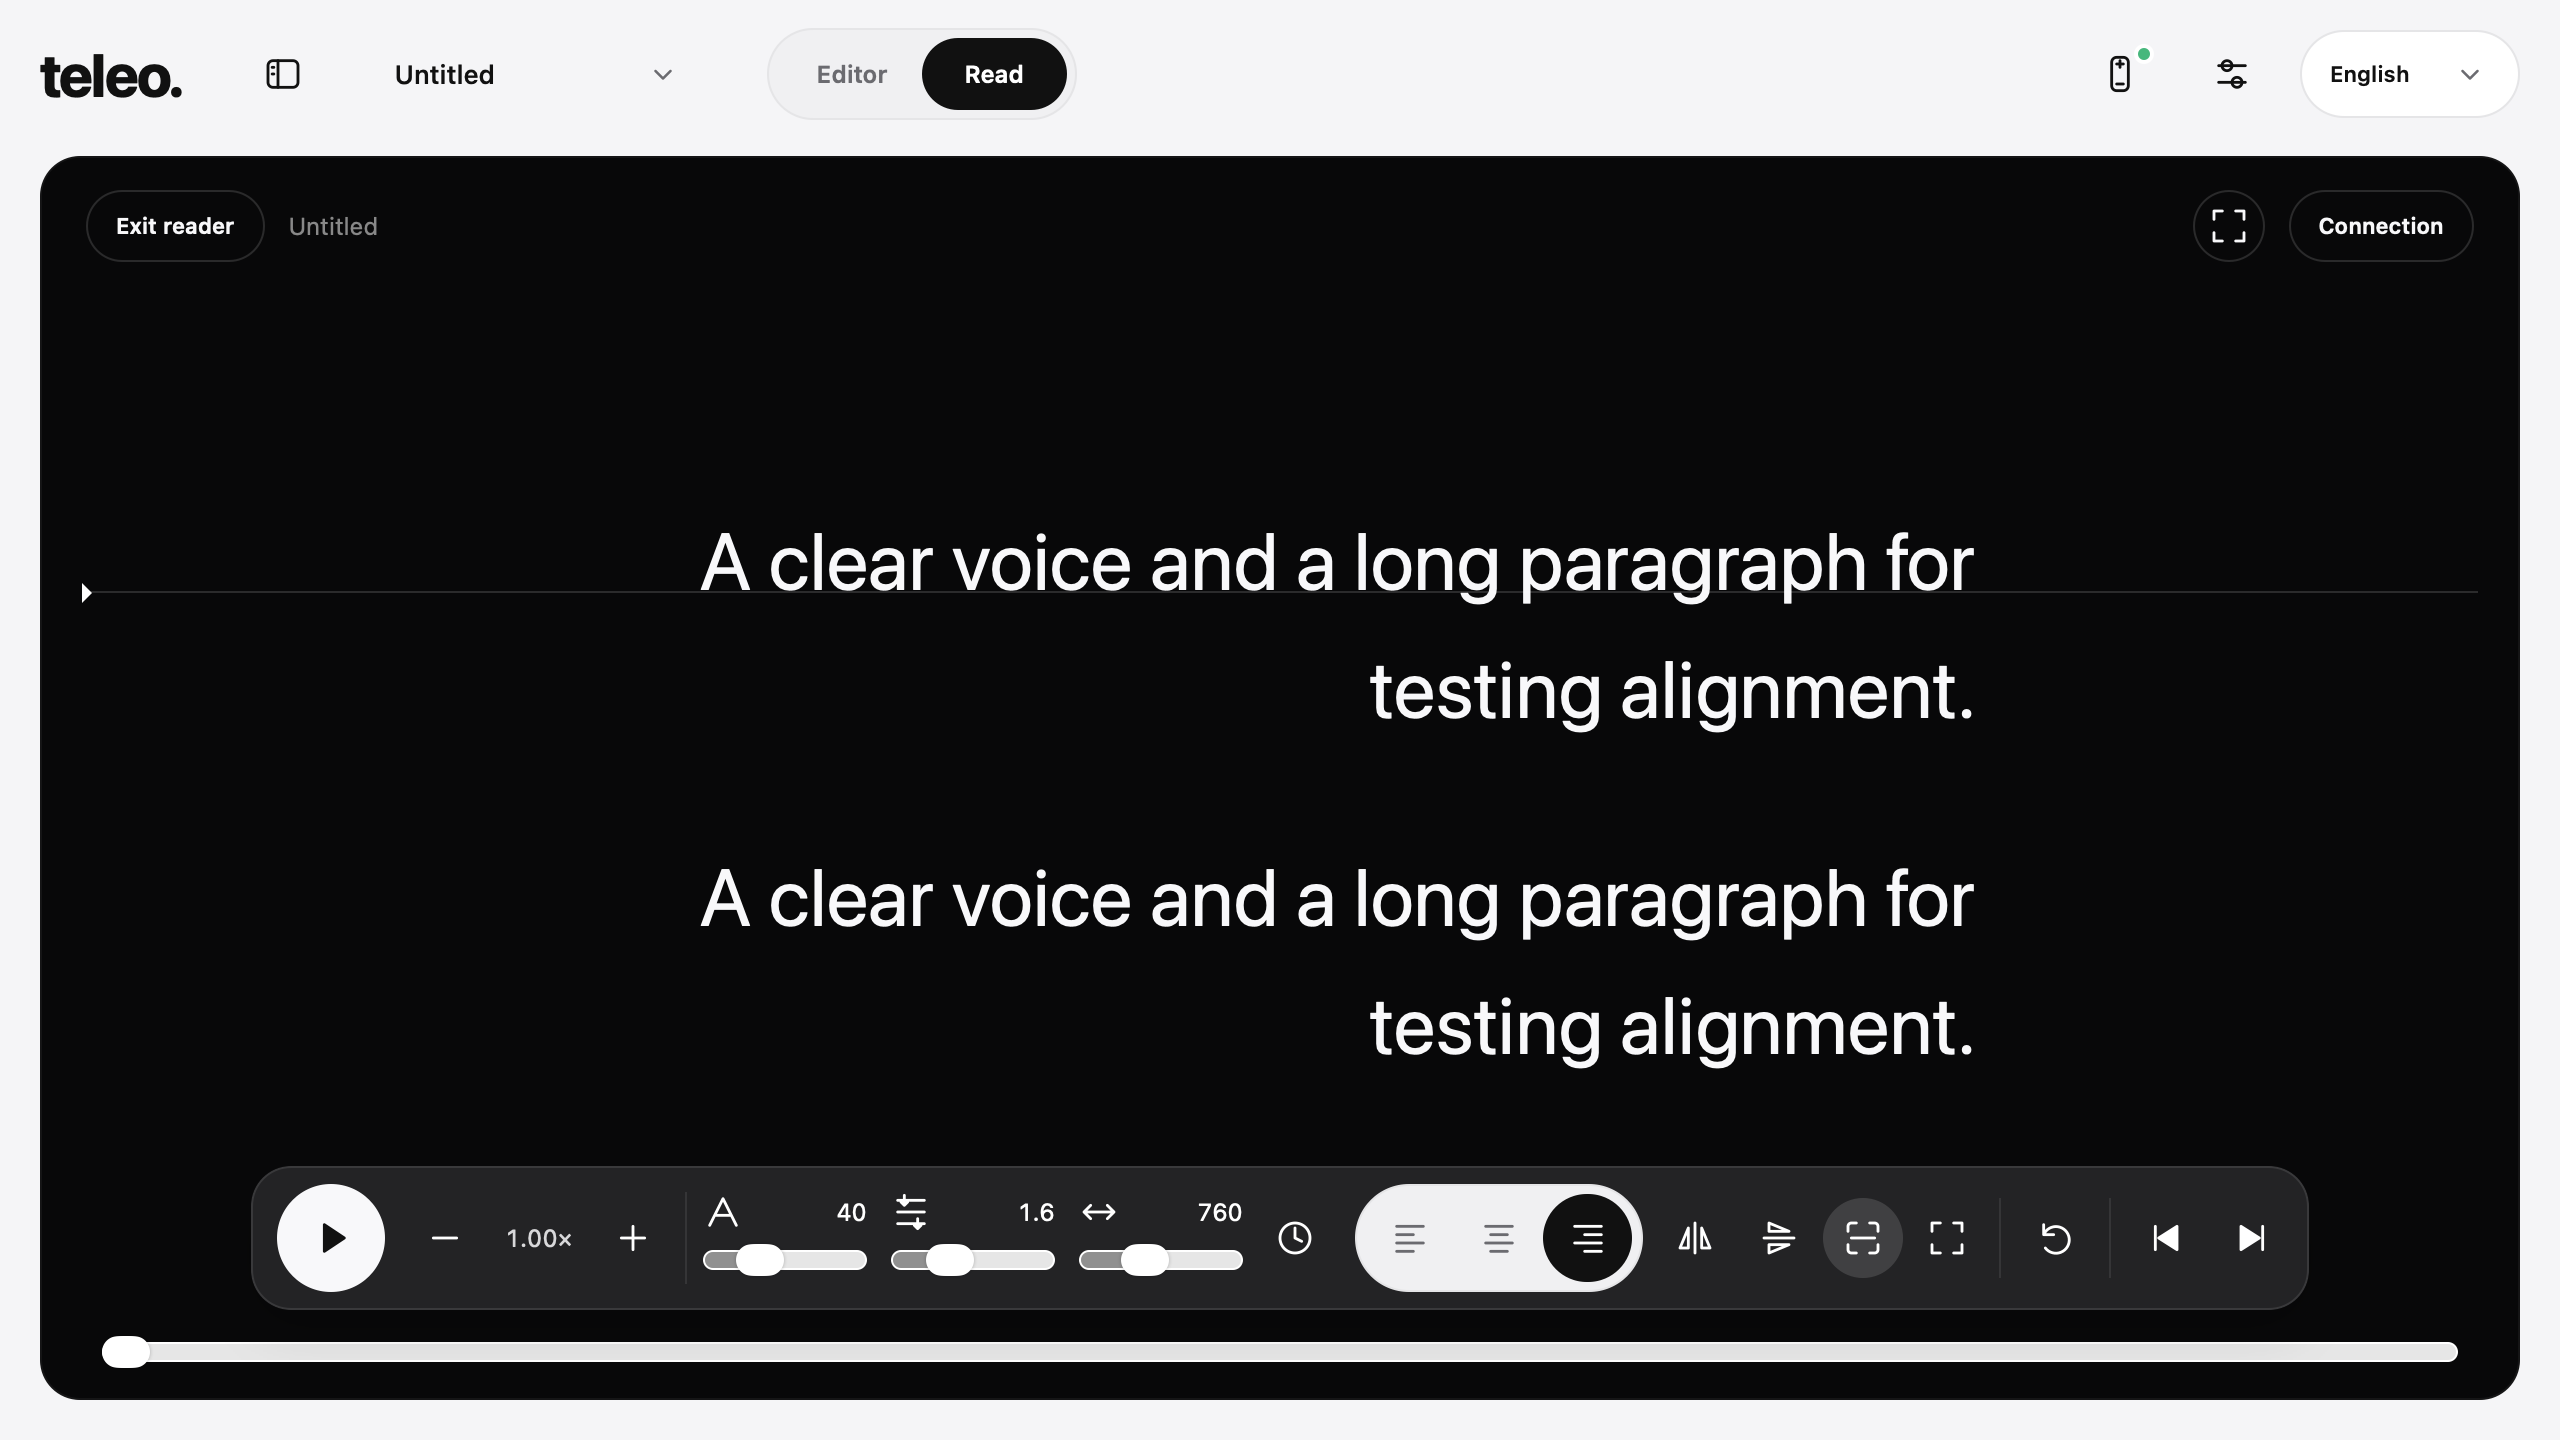 teleo.
Untitled
Editor
Read
English
Exit reader
Untitled
Connection
A clear voice and a long paragraph for
testing alignment.
A clear voice and a long paragraph for
testing alignment.
1.00×
40
1.6
760